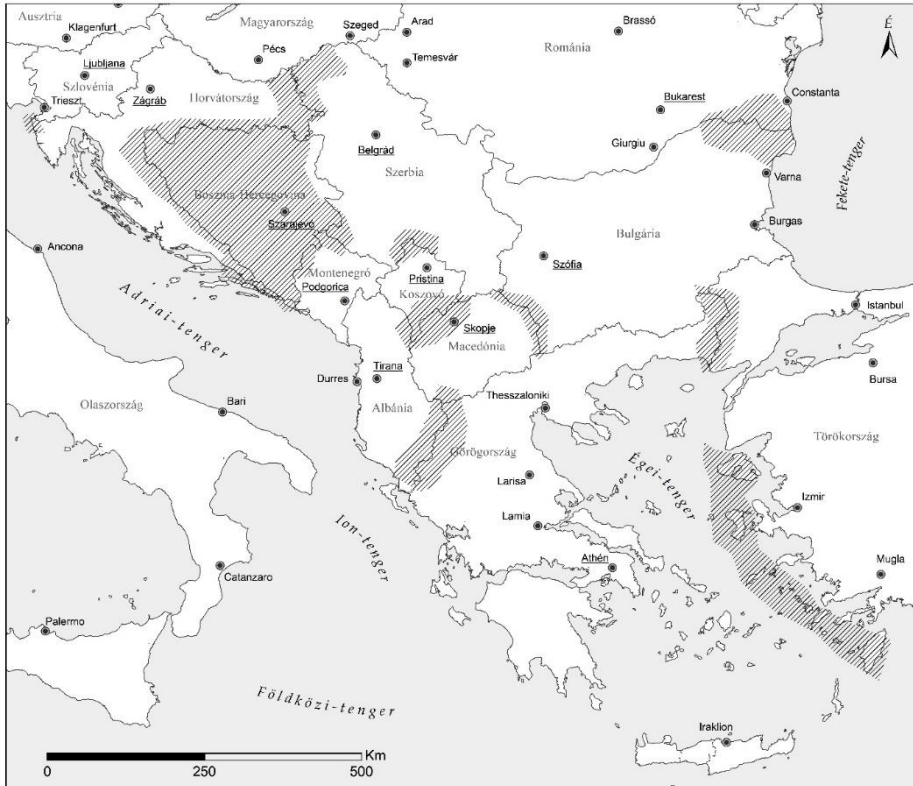 Ausztria
Magyarország
Szeged
Arad
Brassó
É
Klagenfurt
Pécs
Románia
Ljubljana
Temesvár
Szlovénia
Zágráb
Horvátország
Constanta
Trieszt
Bukarest
Belgrád
Giurgiu
Szerbia
Varna
Fekete-tenger
Bosznia-Hercegovina
Szarajevó
Burgas
Bulgária
Ancona
Szófia
Montenegró
Pristina
Podgorica
Koszovó
Adriai-tenger
Istanbul
Skopje
Macedónia
Bursa
Tirana
Durres
Thesszaloniki
Olaszország
Bari
Albánia
Törökország
Görögország
Égei-tenger
Larisa
Izmir
Lamia
Ion-tenger
Athén
Mugla
Catanzaro
Palermo
Földközi-tenger
Iraklion
Km
0 250 500